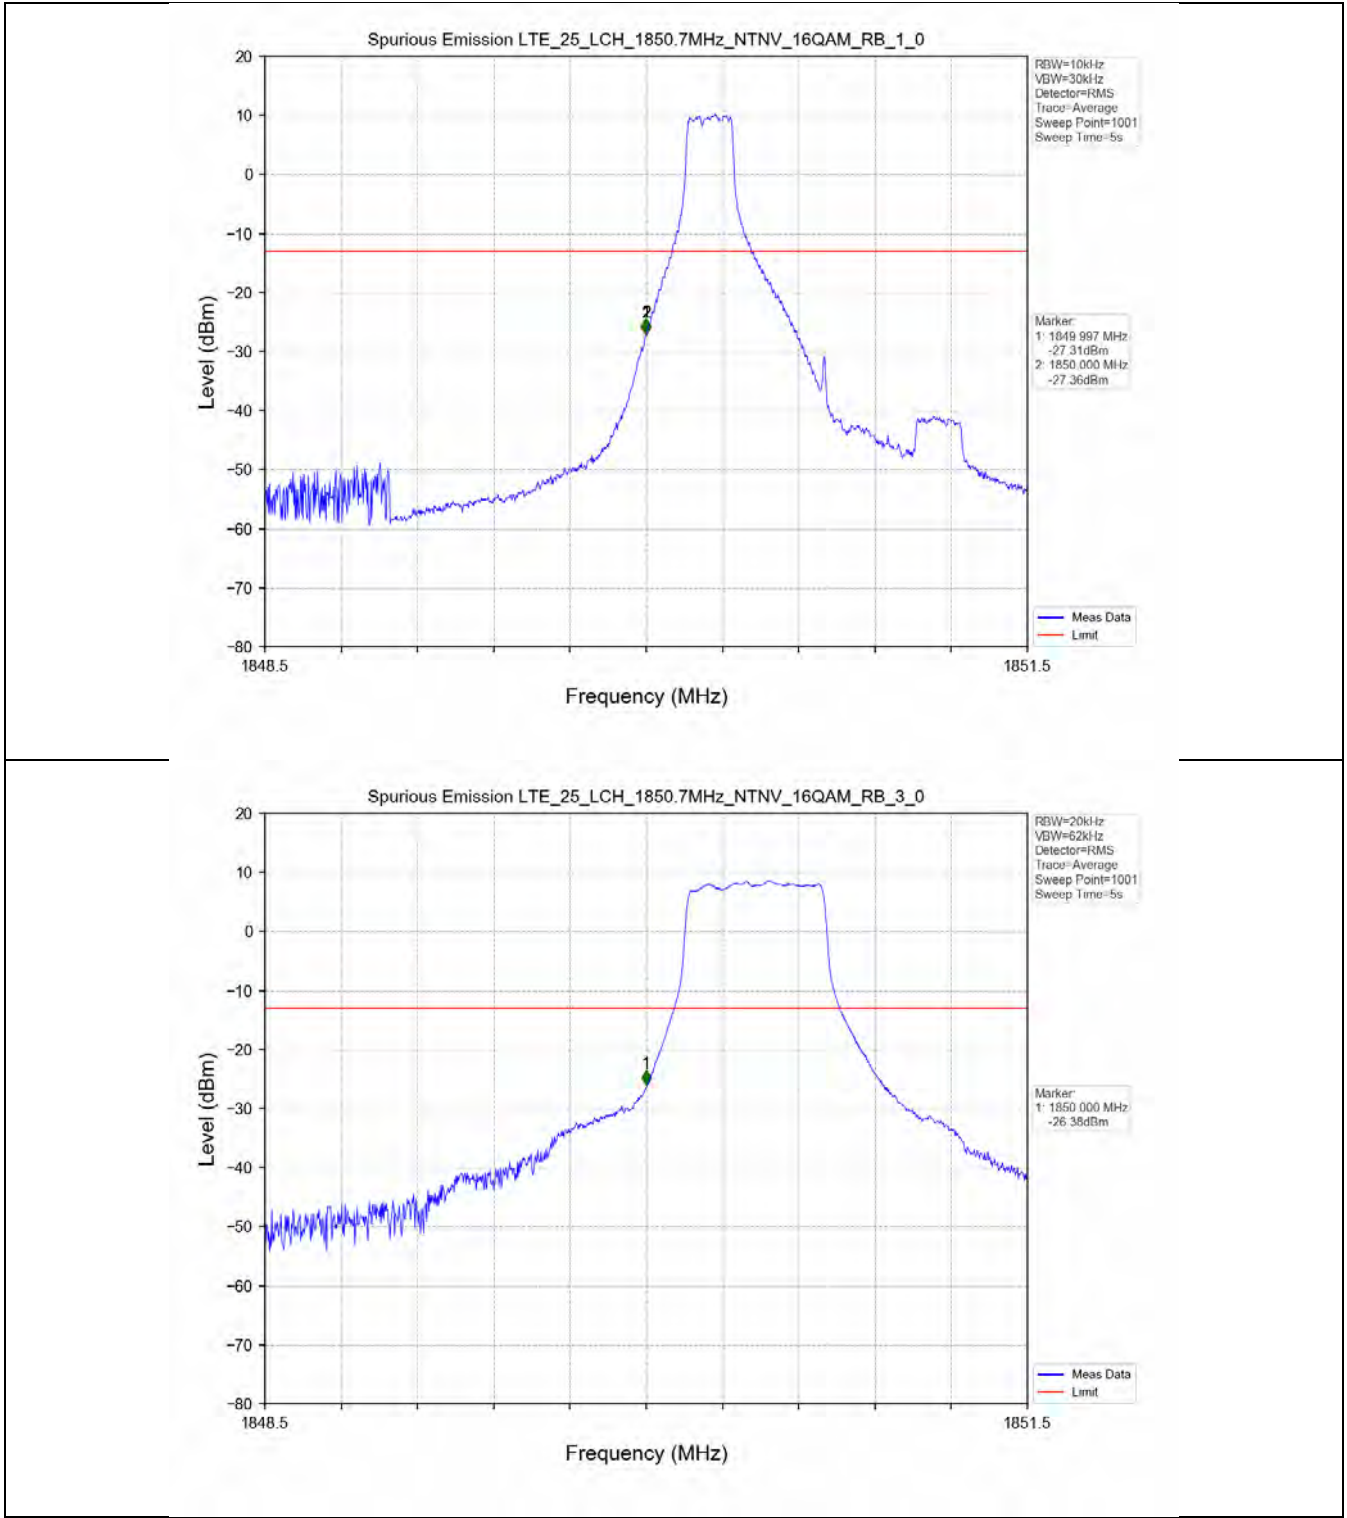 Spurious Emission LTE_25_LCH_1850.7MHz_NTNV_16QAM_RB_1_0
RBW=10kHz
VBW=30kHz
Detector=RMS
Trace=Average
Sweep Point=1001
Sweep Time=5s
20
10
0
−10
−20
−30
−40
−50
−60
−70
−80
Level (dBm)
2
Marker:
1: 1849.997 MHz
-27.31dBm
2: 1850.000 MHz
-27.36dBm
Meas Data
Limit
1848.5
1851.5
Frequency (MHz)
Spurious Emission LTE_25_LCH_1850.7MHz_NTNV_16QAM_RB_3_0
RBW=20kHz
VBW=62kHz
Detector=RMS
Trace=Average
Sweep Point=1001
Sweep Time=5s
20
10
0
−10
−20
−30
−40
−50
−60
−70
−80
Level (dBm)
1
Marker:
1: 1850.000 MHz
-26.38dBm
Meas Data
Limit
1848.5
1851.5
Frequency (MHz)